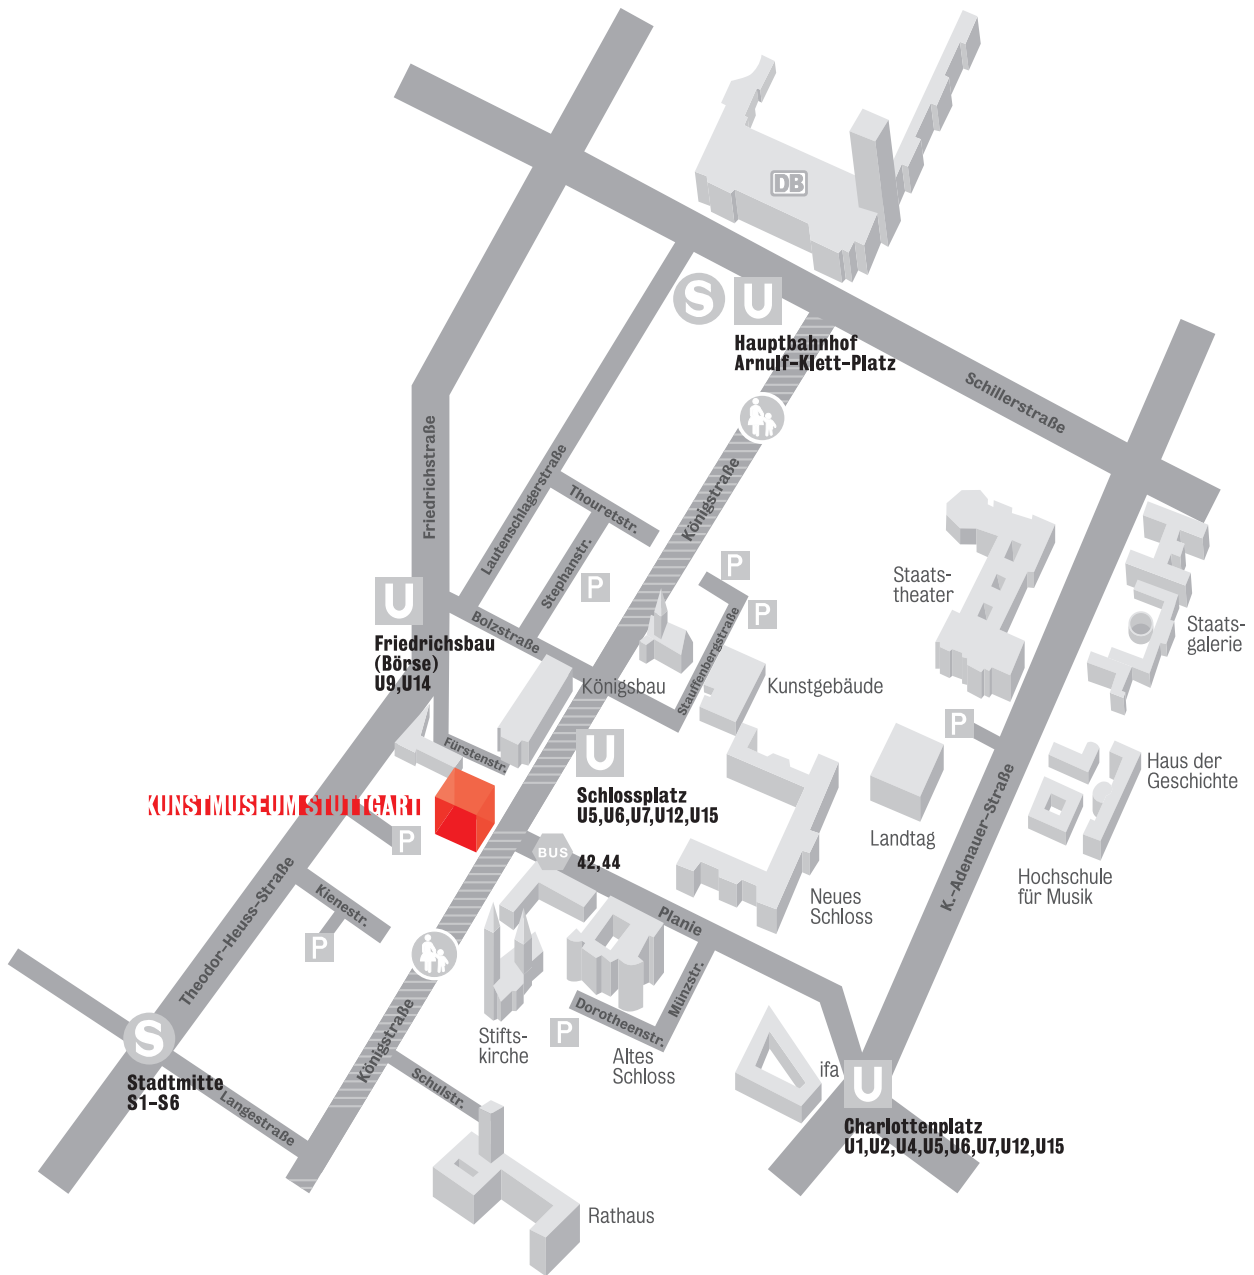 DB
S
U
Hauptbahnhof
Arnulf-Klett-Platz
Schillerstraße
Friedrichstraße
Lautenschlagerstraße
Thouretstr.
Königstraße
Stephanstr.
P
P
P
U
Friedrichsbau
(Börse)
U9,U14
Bolzstraße
Stauffenbergstraße
Staats-
theater
Staats-
galerie
Königsbau
Kunstgebäude
Fürstenstr.
U
Schlossplatz
U5,U6,U7,U12,U15
P
K.-Adenauer-Straße
Haus der
Geschichte
KUNSTMUSEUM STUTTGART
P
BUS
42,44
Landtag
Hochschule
für Musik
Neues
Schloss
Planie
Theodor-Heuss-Straße
Kienestr.
P
Münzstr.
Dorotheenstr.
P
Stifts-
kirche
Altes
Schloss
Königstraße
S
Stadtmitte
S1-S6
Langestraße
Schulstr.
ifa
U
Charlottenplatz
U1,U2,U4,U5,U6,U7,U12,U15
Rathaus